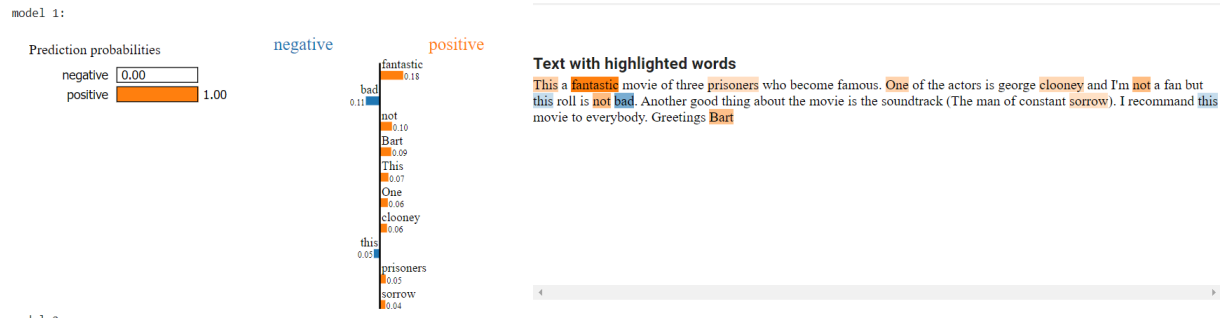 model 1:
Prediction probabilities
negative 0.00
positive 1.00
negative positive
fantastic
0.18
bad
0.11
not
0.10
Bart
0.09
This
0.07
One
0.06
clooney
0.06
this
0.05
prisoners
0.05
sorrow
0.04
Text with highlighted words
This a fantastic movie of three prisoners who become famous. One of the actors is george clooney and I'm not a fan but
this roll is not bad. Another good thing about the movie is the soundtrack (The man of constant sorrow). I recommand this
movie to everybody. Greetings Bart